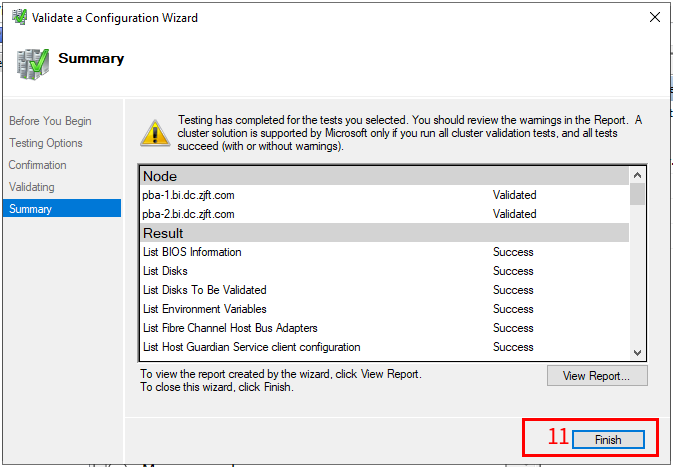 Validate a Configuration Wizard
Summary
Before You Begin
Testing Options
Confirmation
Validating
Summary
Testing has completed for the tests you selected. You should review the warnings in the Report. A
cluster solution is supported by Microsoft only if you run all cluster validation tests, and all tests
succeed (with or without warnings).
Node
pba-1.bi.dc.zjft.com Validated
pba-2.bi.dc.zjft.com Validated
Result
List BIOS Information Success
List Disks Success
List Disks To Be Validated Success
List Environment Variables Success
List Fibre Channel Host Bus Adapters Success
List Host Guardian Service client configuration Success
To view the report created by the wizard, click View Report.
To close this wizard, click Finish.
View Report...
11 Finish